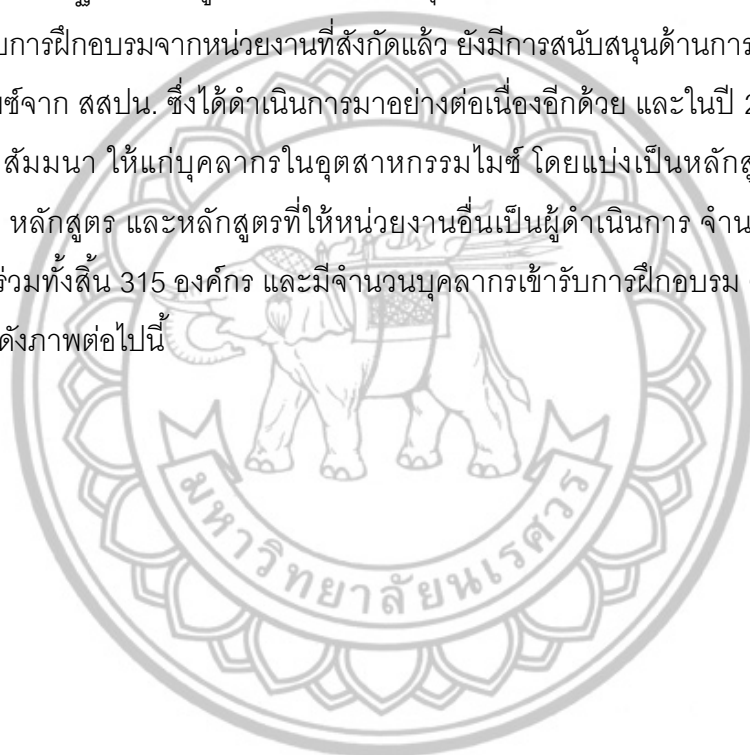 บการฝึกอบรมจากหน่วยงานที่สังกัดแล้ว ยังมีการสนับสนุนด้านการ
มซ์จาก สสปน. ซึ่งได้ดำเนินการมาอย่างต่อเนื่องอีกด้วย และในปี 2
สัมมนา ให้แก่บุคลากรในอุตสาหกรรมไมซ์ โดยแบ่งเป็นหลักสู
หลักสูตร และหลักสูตรที่ให้หน่วยงานอื่นเป็นผู้ดำเนินการ จำน
ร่วมทั้งสิ้น 315 องค์กร และมีจำนวนบุคลากรเข้ารับการฝึกอบรม
ดังภาพต่อไปนี้
มหาวิทยาลัยนเรศวร